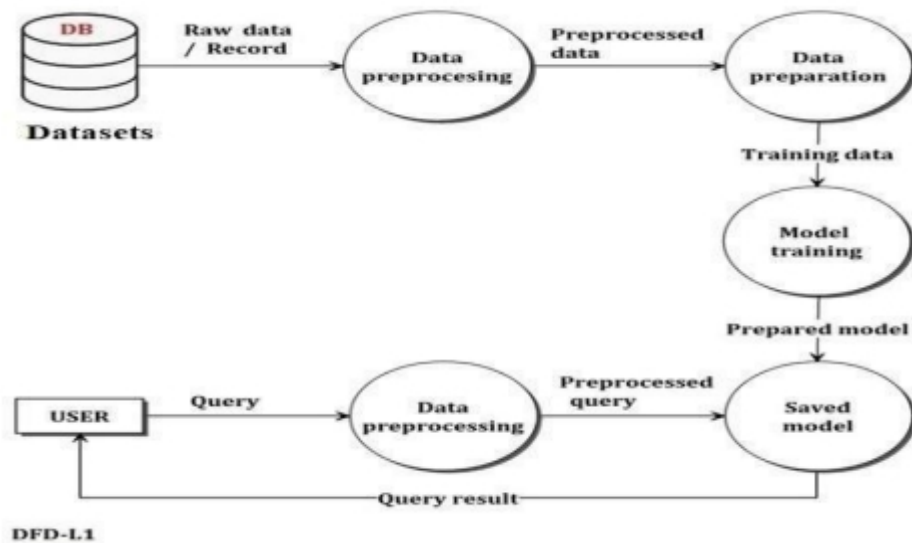 DB
Datasets
Raw data
/ Record
Data
preprocesing
Preprocessed
data
Data
preparation
Training data
Model
training
Prepared model
USER
Query
Data
preprocessing
Preprocessed
query
Saved
model
Query result
DFD-L1